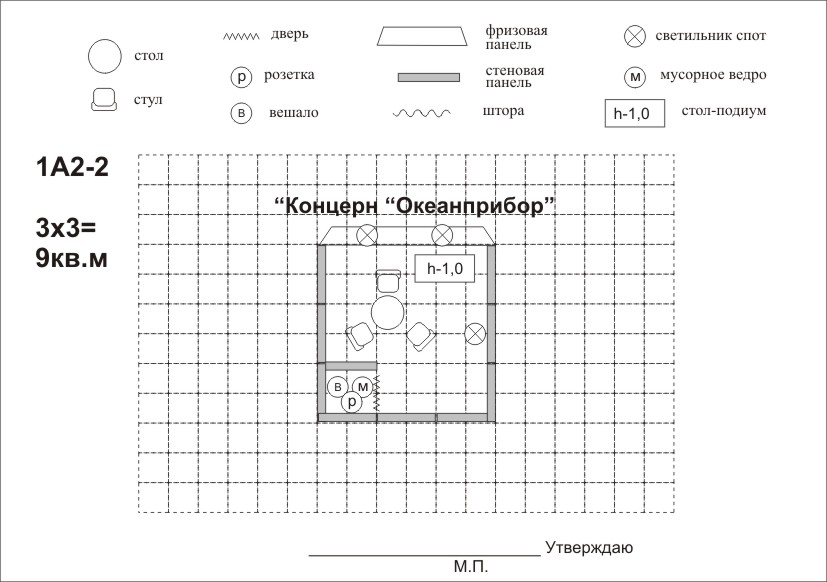 стол
стул
дверь
р розетка
в вешало
фризовая
панель
стеновая
панель
штора
светильник спот
м мусорное ведро
h-1,0 стол-подиум
1А2-2
3х3=
9кв.м
“Концерн “Океанприбор”
h-1,0
в м
р
Утверждаю
М.П.